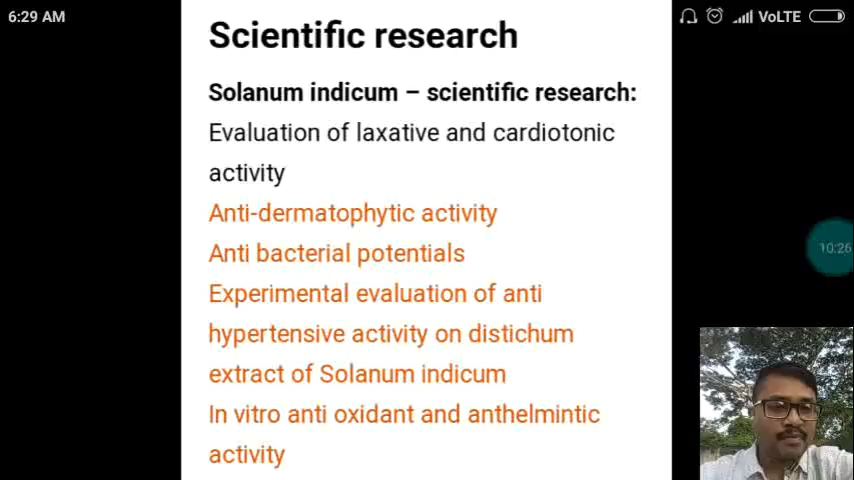 6:29 AM
VoLTE
Scientific research
Solanum indicum – scientific research:
Evaluation of laxative and cardiotonic
activity
Anti-dermatophytic activity
Anti bacterial potentials
10:26
Experimental evaluation of anti
hypertensive activity on distichum
extract of Solanum indicum
In vitro anti oxidant and anthelmintic
activity